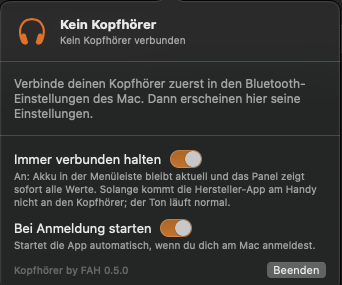 Kein Kopfhörer
Kein Kopfhörer verbunden
Verbinde deinen Kopfhörer zuerst in den Bluetooth-
Einstellungen des Mac. Dann erscheinen hier seine
Einstellungen.
Immer verbunden halten
An: Akku in der Menüleiste bleibt aktuell und das Panel zeigt
sofort alle Werte. Solange kommt die Hersteller-App am Handy
nicht an den Kopfhörer; der Ton läuft normal.
Bei Anmeldung starten
Startet die App automatisch, wenn du dich am Mac anmeldest.
Kopfhörer by FAH 0.5.0
Beenden